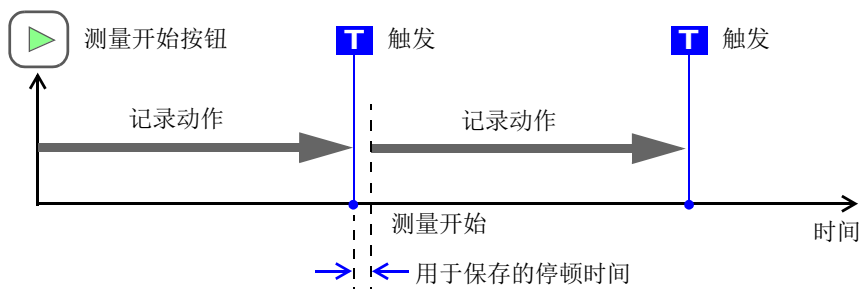 测量开始按钮
T 触发
T 触发
记录动作
记录动作
测量开始
时间
用于保存的停顿时间